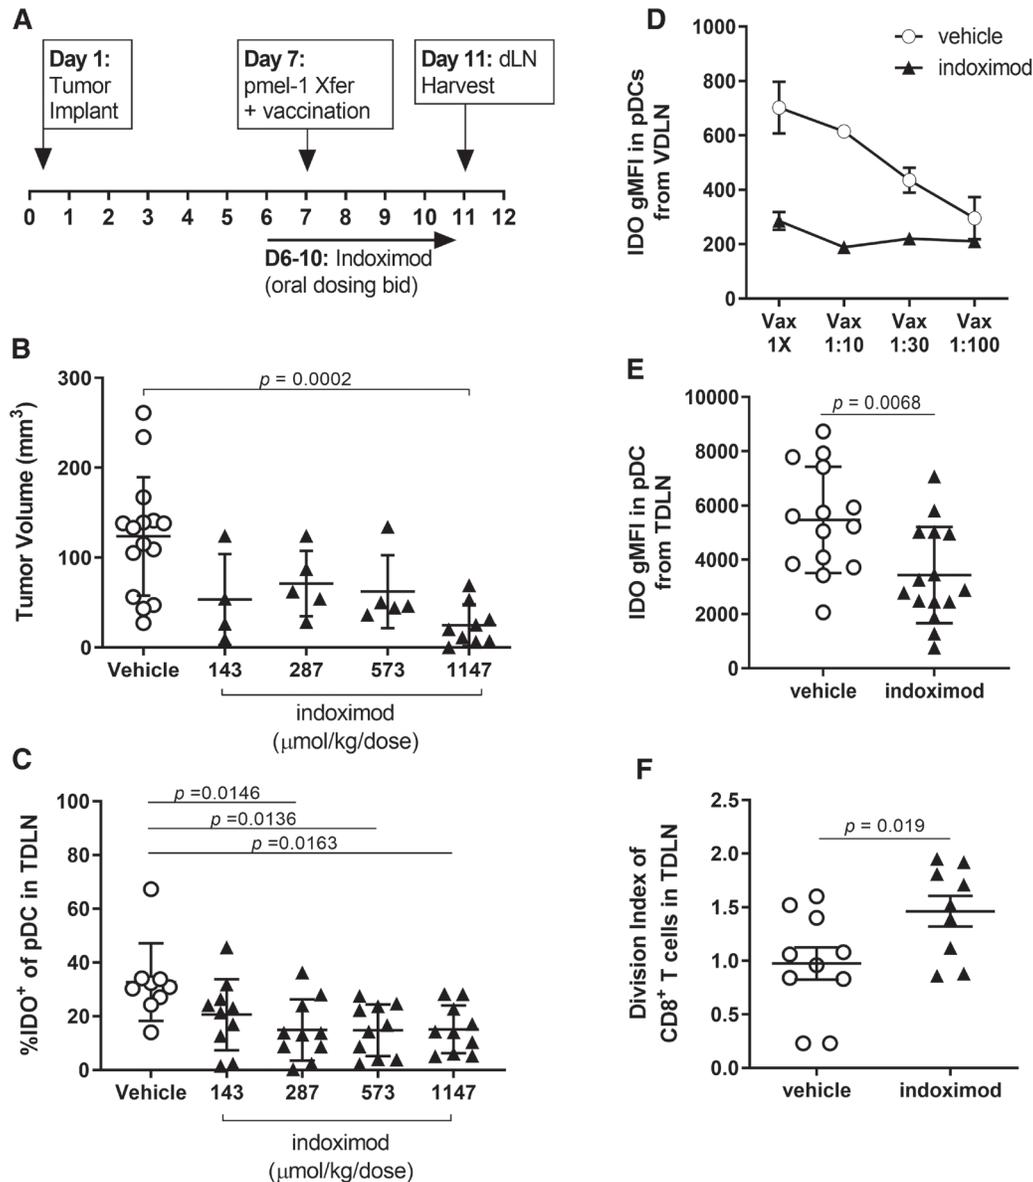 A
Day 1:
Tumor
Implant
Day 7:
pmel-1 Xfer
+ vaccination
Day 11: dLN
Harvest
0 1 2 3 4 5 6 7 8 9 10 11 12
D6-10: Indoximod
(oral dosing bid)
B
Tumor Volume (mm³)
300
200
100
0
p = 0.0002
Vehicle 143 287 573 1147
indoximod
(μmol/kg/dose)
C
%IDO⁺ of pDC in TDLN
100
80
60
40
20
0
p =0.0146
p =0.0136
p =0.0163
Vehicle 143 287 573 1147
indoximod
(μmol/kg/dose)
D
IDO gMFI in pDCs
from VDLN
1000
800
600
400
200
0
vehicle
indoximod
Vax Vax Vax Vax
1X 1:10 1:30 1:100
E
IDO gMFI in pDC
from TDLN
10000
8000
6000
4000
2000
0
p = 0.0068
vehicle indoximod
F
Division Index of
CD8⁺ T cells in TDLN
2.5
2.0
1.5
1.0
0.5
0.0
p = 0.019
vehicle indoximod